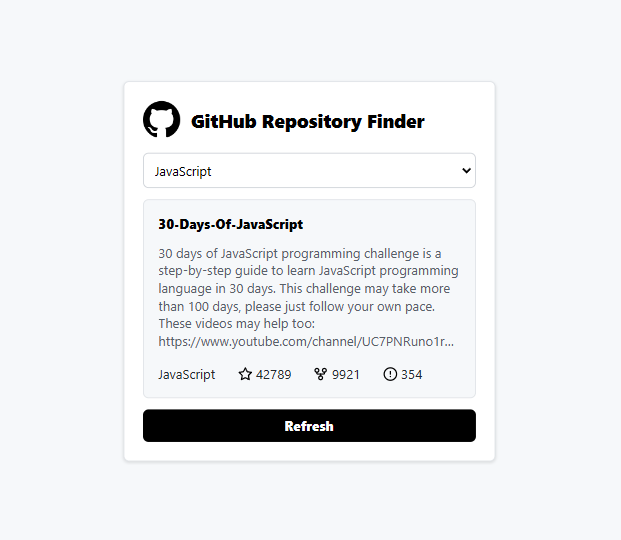 GitHub Repository Finder
JavaScript
30-Days-Of-JavaScript
30 days of JavaScript programming challenge is a
step-by-step guide to learn JavaScript programming
language in 30 days. This challenge may take more
than 100 days, please just follow your own pace.
These videos may help too:
https://www.youtube.com/channel/UC7PNRuno1r...
JavaScript 42789 9921 354
Refresh